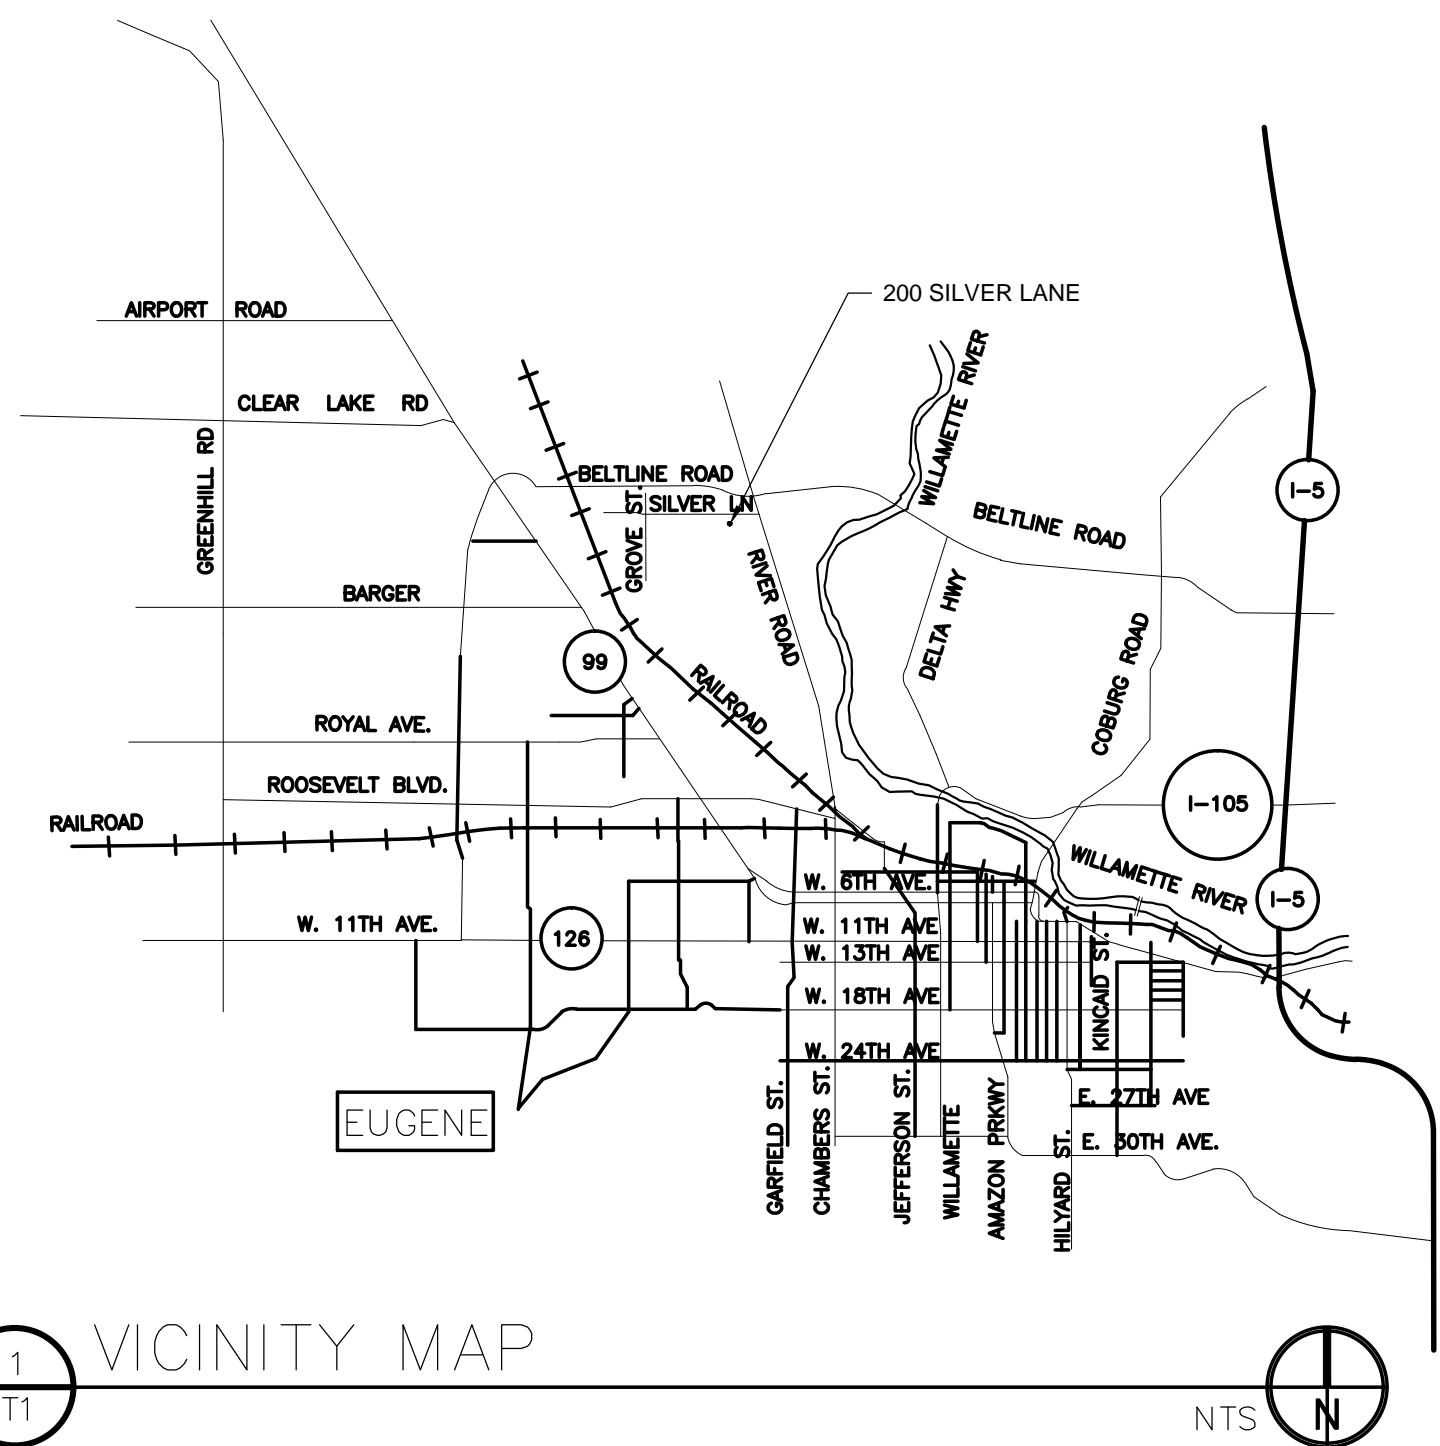 200 SILVER LANE
AIRPORT ROAD
WILLAMETTE RIVER
CLEAR LAKE RD
GREENHILL RD
BELTLINE ROAD
GROVE ST.
SILVER LN
I-5
BELTLINE ROAD
RIVER ROAD
DELTA HWY
BARGER
COBURG ROAD
99
RAILROAD
ROYAL AVE.
ROOSEVELT BLVD.
I-105
RAILROAD
WILLAMETTE RIVER
W. 6TH AVE.
I-5
W. 11TH AVE.
126
W. 11TH AVE
W. 13TH AVE
KINCAID ST.
W. 18TH AVE
W. 24TH AVE
EUGENE
GARFIELD ST.
CHAMBERS ST.
JEFFERSON ST.
WILLAMETTE
AMAZON PRKWY
HILYARD ST.
E. 27TH AVE
E. 30TH AVE.
1
T1
VICINITY MAP
NTS
N